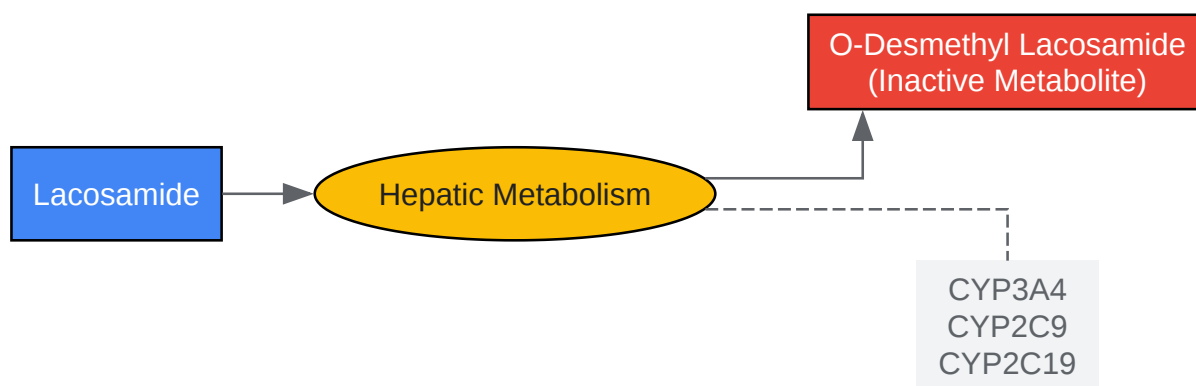 O-Desmethyl Lacosamide
(Inactive Metabolite)
Lacosamide
Hepatic Metabolism
CYP3A4
CYP2C9
CYP2C19